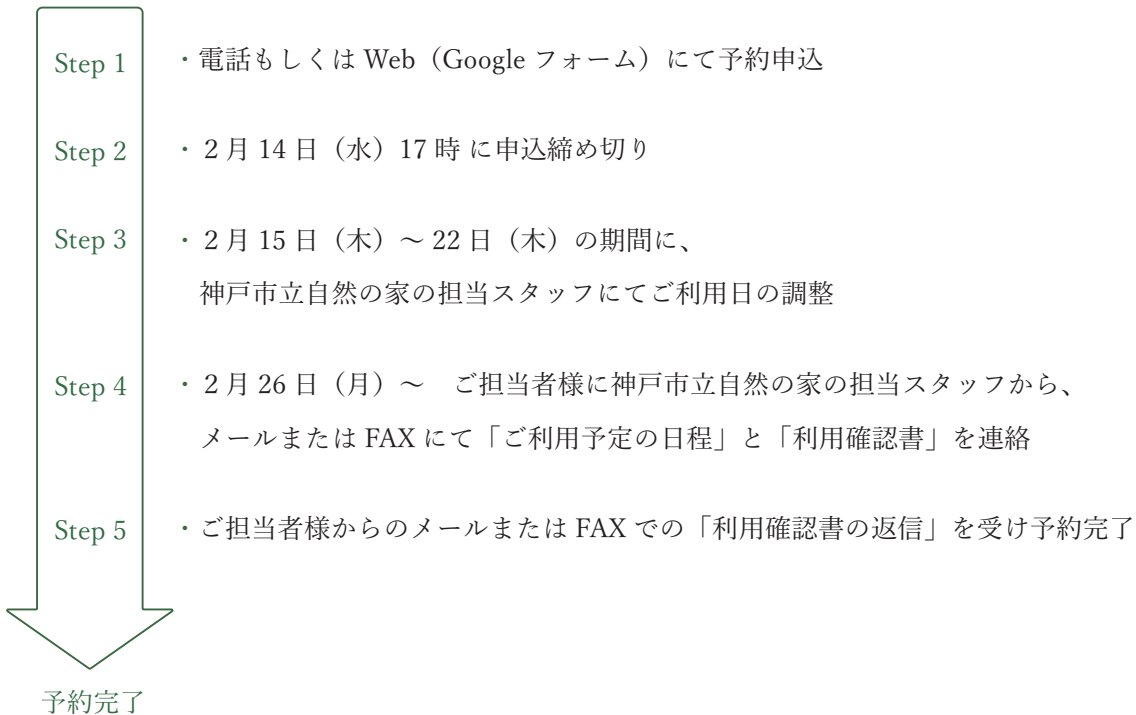 Step 1 ・電話もしくは Web（Google フォーム）にて予約申込
Step 2 ・２月 14 日（水）17 時 に申込締め切り
Step 3 ・２月 15 日（木）～ 22 日（木）の期間に、
神戸市立自然の家の担当スタッフにてご利用日の調整
Step 4 ・２月 26 日（月）～　ご担当者様に神戸市立自然の家の担当スタッフから、
メールまたは FAX にて「ご利用予定の日程」と「利用確認書」を連絡
Step 5 ・ご担当者様からのメールまたは FAX での「利用確認書の返信」を受け予約完了
予約完了